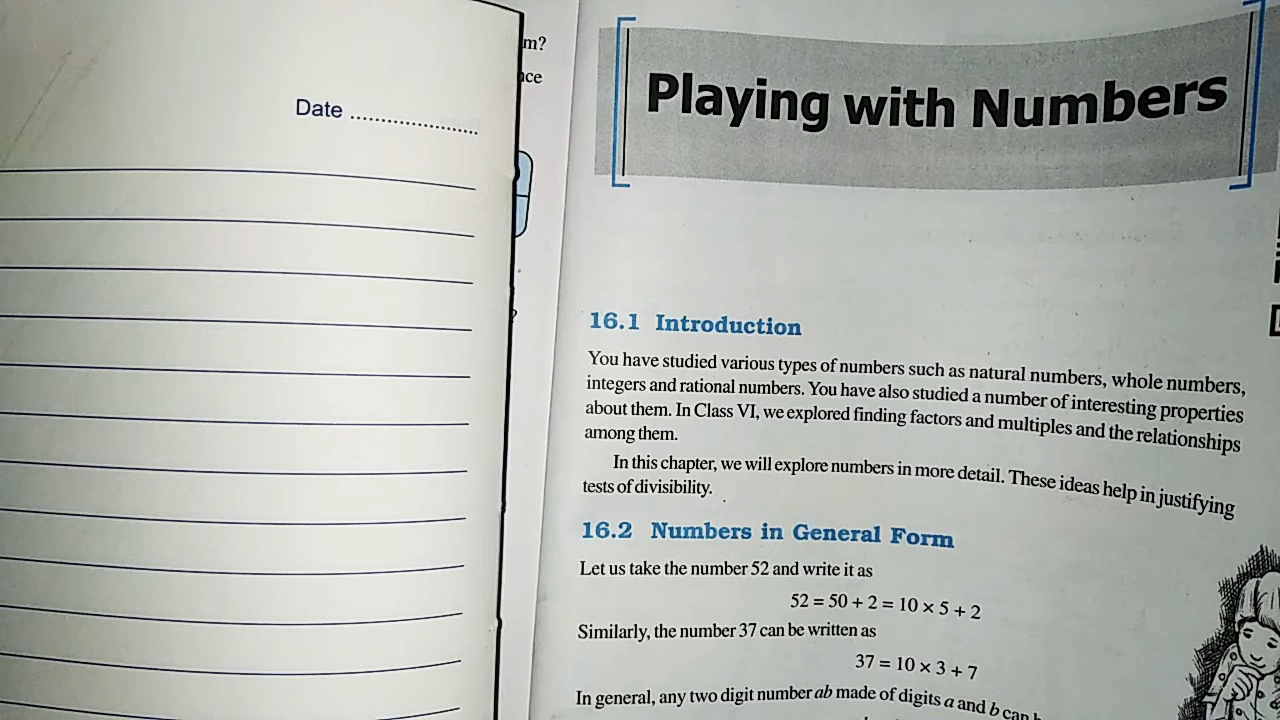 Date ......................
m?
Playing with Numbers
16.1 Introduction
You have studied various types of numbers such as natural numbers, whole numbers,
integers and rational numbers. You have also studied a number of interesting properties
about them. In Class VI, we explored finding factors and multiples and the relationships
among them.
In this chapter, we will explore numbers in more detail. These ideas help in justifying
tests of divisibility.
16.2 Numbers in General Form
Let us take the number 52 and write it as
52 = 50 + 2 = 10 × 5 + 2
Similarly, the number 37 can be written as
37 = 10 × 3 + 7
In general, any two digit number ab made of digits a and b can